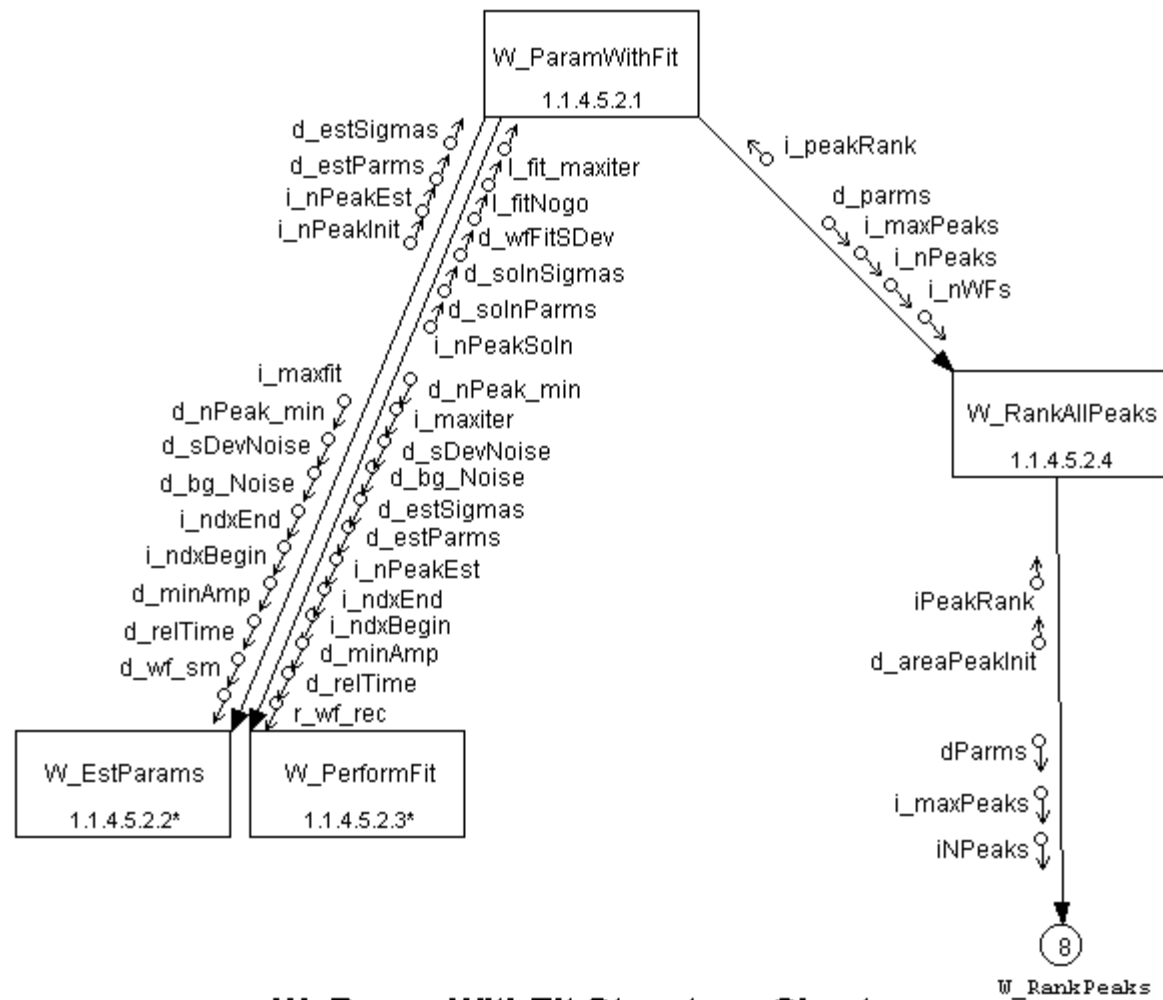 W_ParamWithFit
1.1.4.5.2.1
d_estSigmas
d_estParms
i_nPeakEst
i_nPeakInit
l_fit_maxiter
l_fitNogo
d_wfFitSDev
d_solnSigmas
d_solnParms
i_nPeakSoln
i_peakRank
d_parms
i_maxPeaks
i_nPeaks
i_nWFs
i_maxfit
d_nPeak_min
d_sDevNoise
d_bg_Noise
i_ndxEnd
i_ndxBegin
d_minAmp
d_relTime
d_wf_sm
d_nPeak_min
i_maxiter
d_sDevNoise
d_bg_Noise
d_estSigmas
d_estParms
i_nPeakEst
i_ndxEnd
i_ndxBegin
d_minAmp
d_relTime
r_wf_rec
W_RankAllPeaks
1.1.4.5.2.4
iPeakRank
d_areaPeakInit
dParms
i_maxPeaks
iNPeaks
W_EstParams
1.1.4.5.2.2*
W_PerformFit
1.1.4.5.2.3*
8
W_RankPeaks